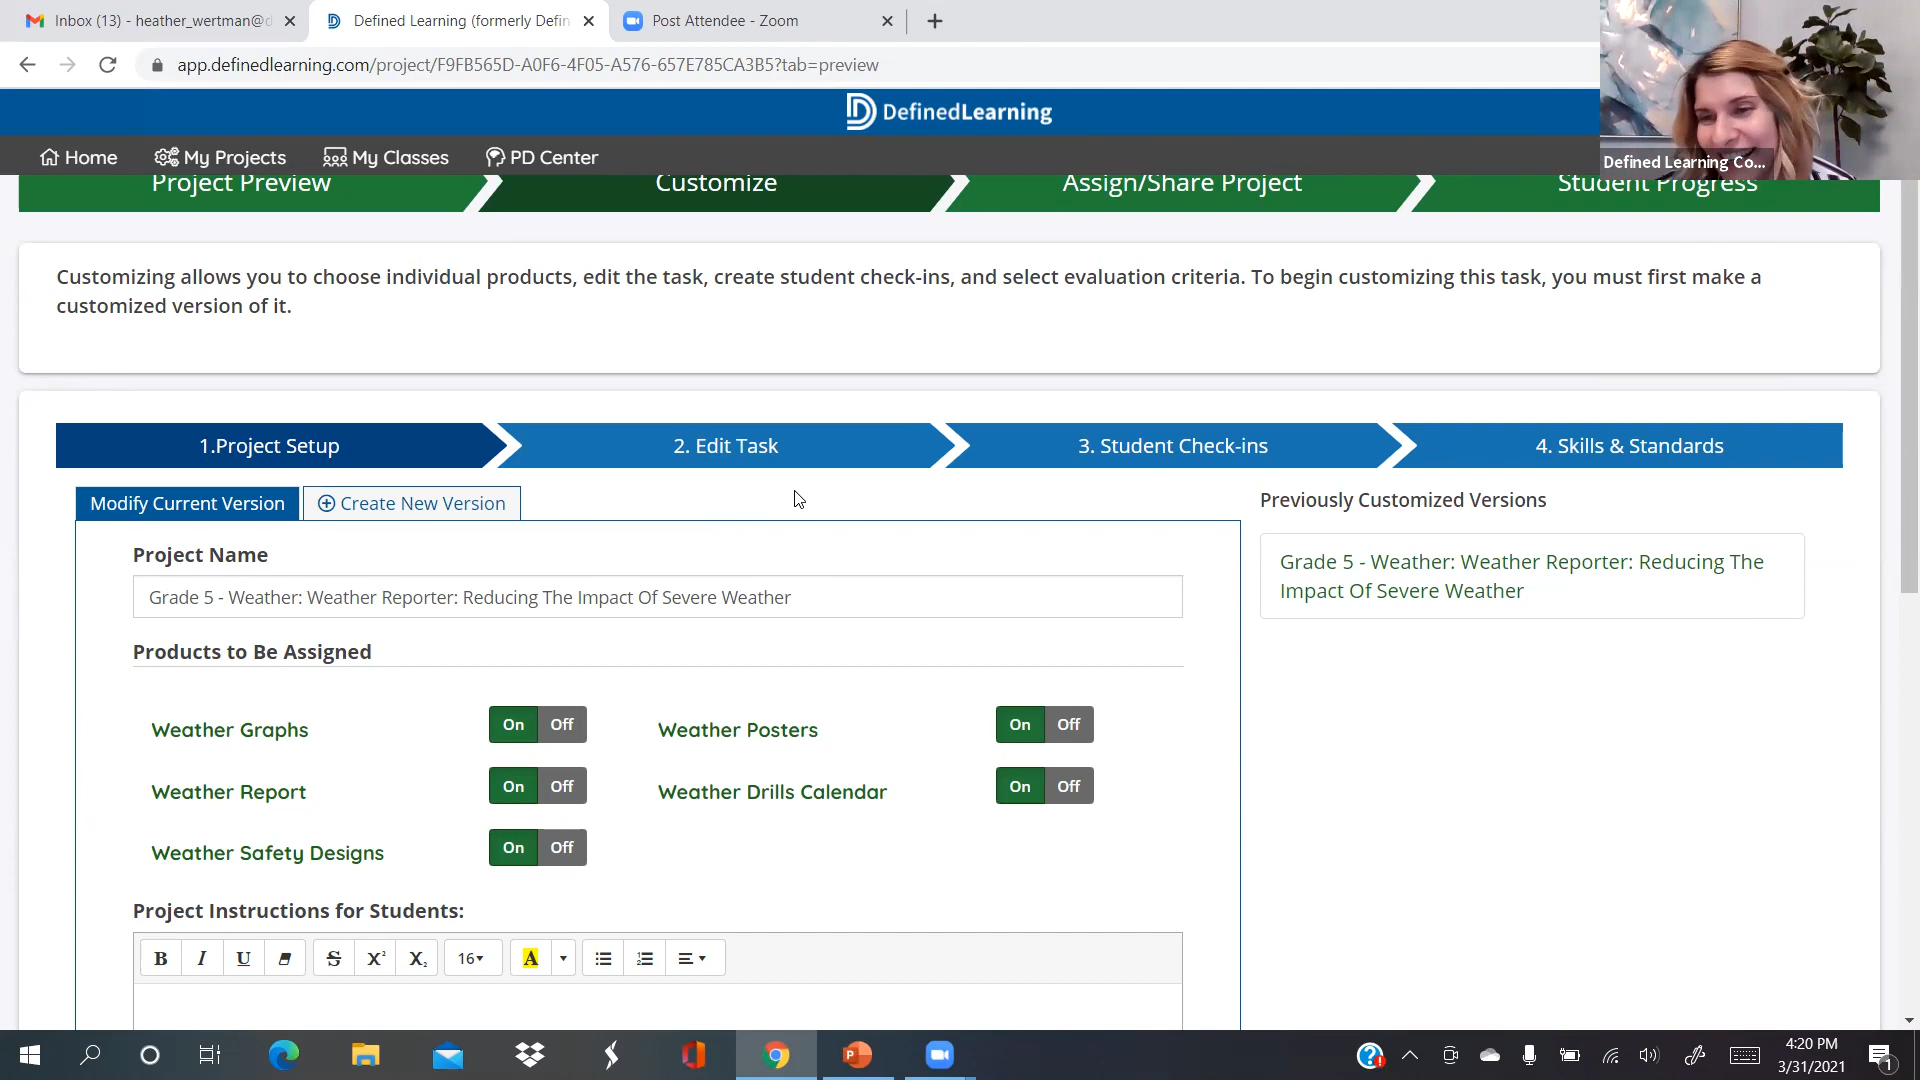 Inbox (13) - heather_wertman@d
Defined Learning (formerly Defin
Post Attendee - Zoom
app.definedlearning.com/project/F9FB565D-A0F6-4F05-A576-657E785CA3B5?tab=preview
DefinedLearning
Home
My Projects
My Classes
PD Center
Defined Learning Co...
Project Preview
Customize
Assign/Share Project
Student Progress
Customizing allows you to choose individual products, edit the task, create student check-ins, and select evaluation criteria. To begin customizing this task, you must first make a
customized version of it.
1.Project Setup
2. Edit Task
3. Student Check-ins
4. Skills & Standards
Modify Current Version
Create New Version
Previously Customized Versions
Project Name
Grade 5 - Weather: Weather Reporter: Reducing The Impact Of Severe Weather
Grade 5 - Weather: Weather Reporter: Reducing The
Impact Of Severe Weather
Products to Be Assigned
Weather Graphs On Off
Weather Posters On Off
Weather Report On Off
Weather Drills Calendar On Off
Weather Safety Designs On Off
Project Instructions for Students:
B I U S X² X₂ 16 A
4:20 PM
3/31/2021
1